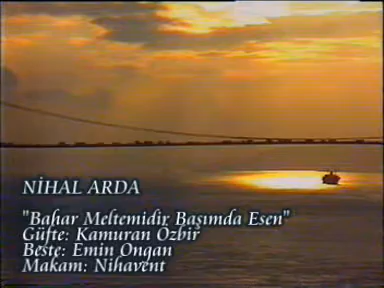 NİHAL ARDA
"Bahar Meltemidir Başımda Esen"
Güfte: Kamuran Özbir
Beste: Emin Ongan
Makam: Nihavent